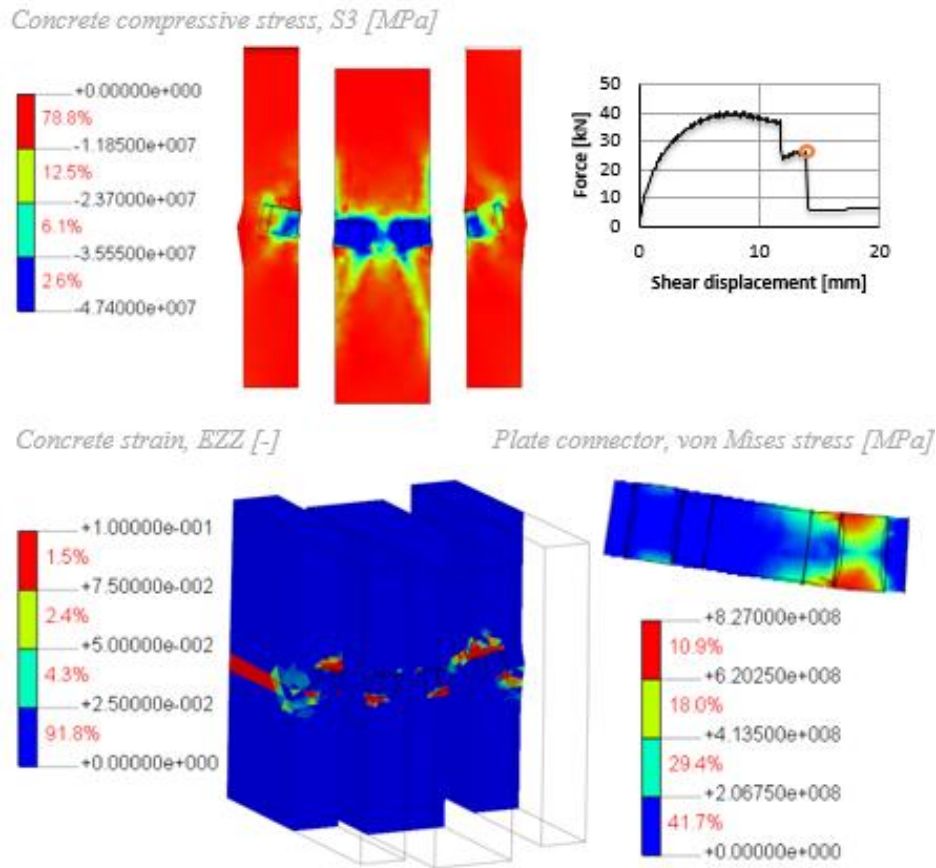 Concrete compressive stress, S3 [MPa]
+0.00000e+000
78.8%
-1.18500e+007
12.5%
-2.37000e+007
6.1%
-3.55500e+007
2.6%
-4.74000e+007
50
40
30
20
10
0
Force [kN]
0 10 20
Shear displacement [mm]
Concrete strain, EZZ [-]
+1.00000e-001
1.5%
+7.50000e-002
2.4%
+5.00000e-002
4.3%
+2.50000e-002
91.8%
+0.00000e+000
Plate connector, von Mises stress [MPa]
+8.27000e+008
10.9%
+6.20250e+008
18.0%
+4.13500e+008
29.4%
+2.06750e+008
41.7%
+0.00000e+000